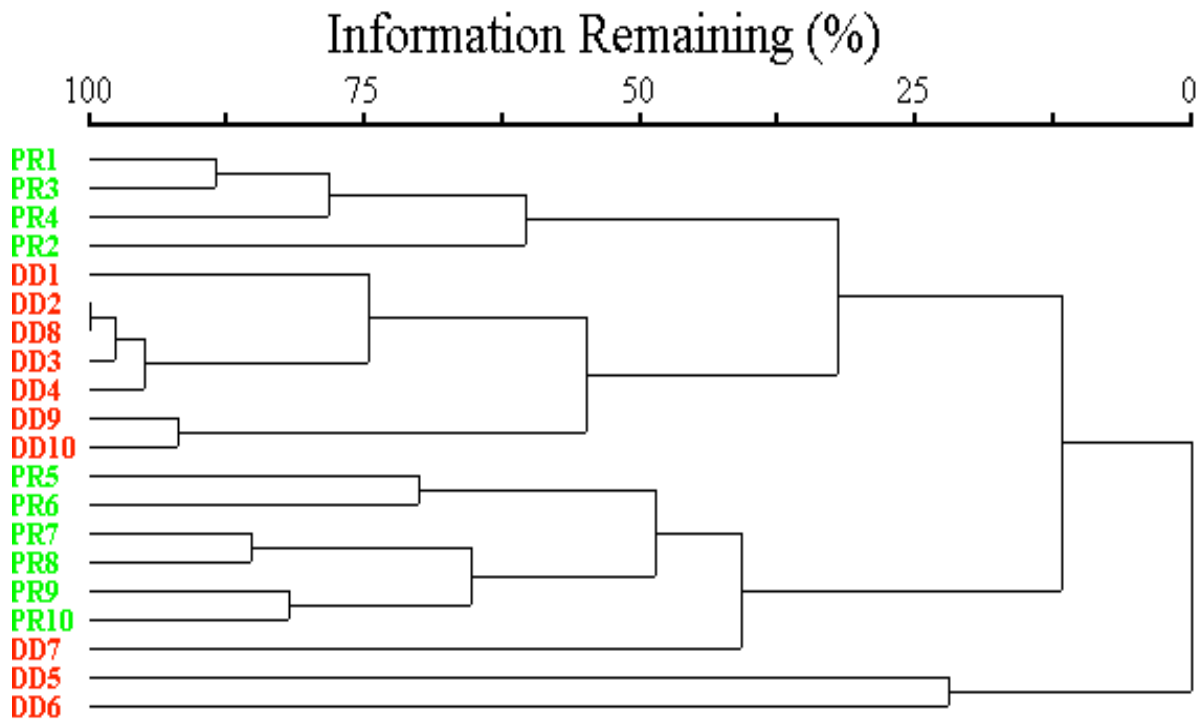 Information Remaining (%)
100 75 50 25 0
PR1
PR3
PR4
PR2
DD1
DD2
DD8
DD3
DD4
DD9
DD10
PR5
PR6
PR7
PR8
PR9
PR10
DD7
DD5
DD6